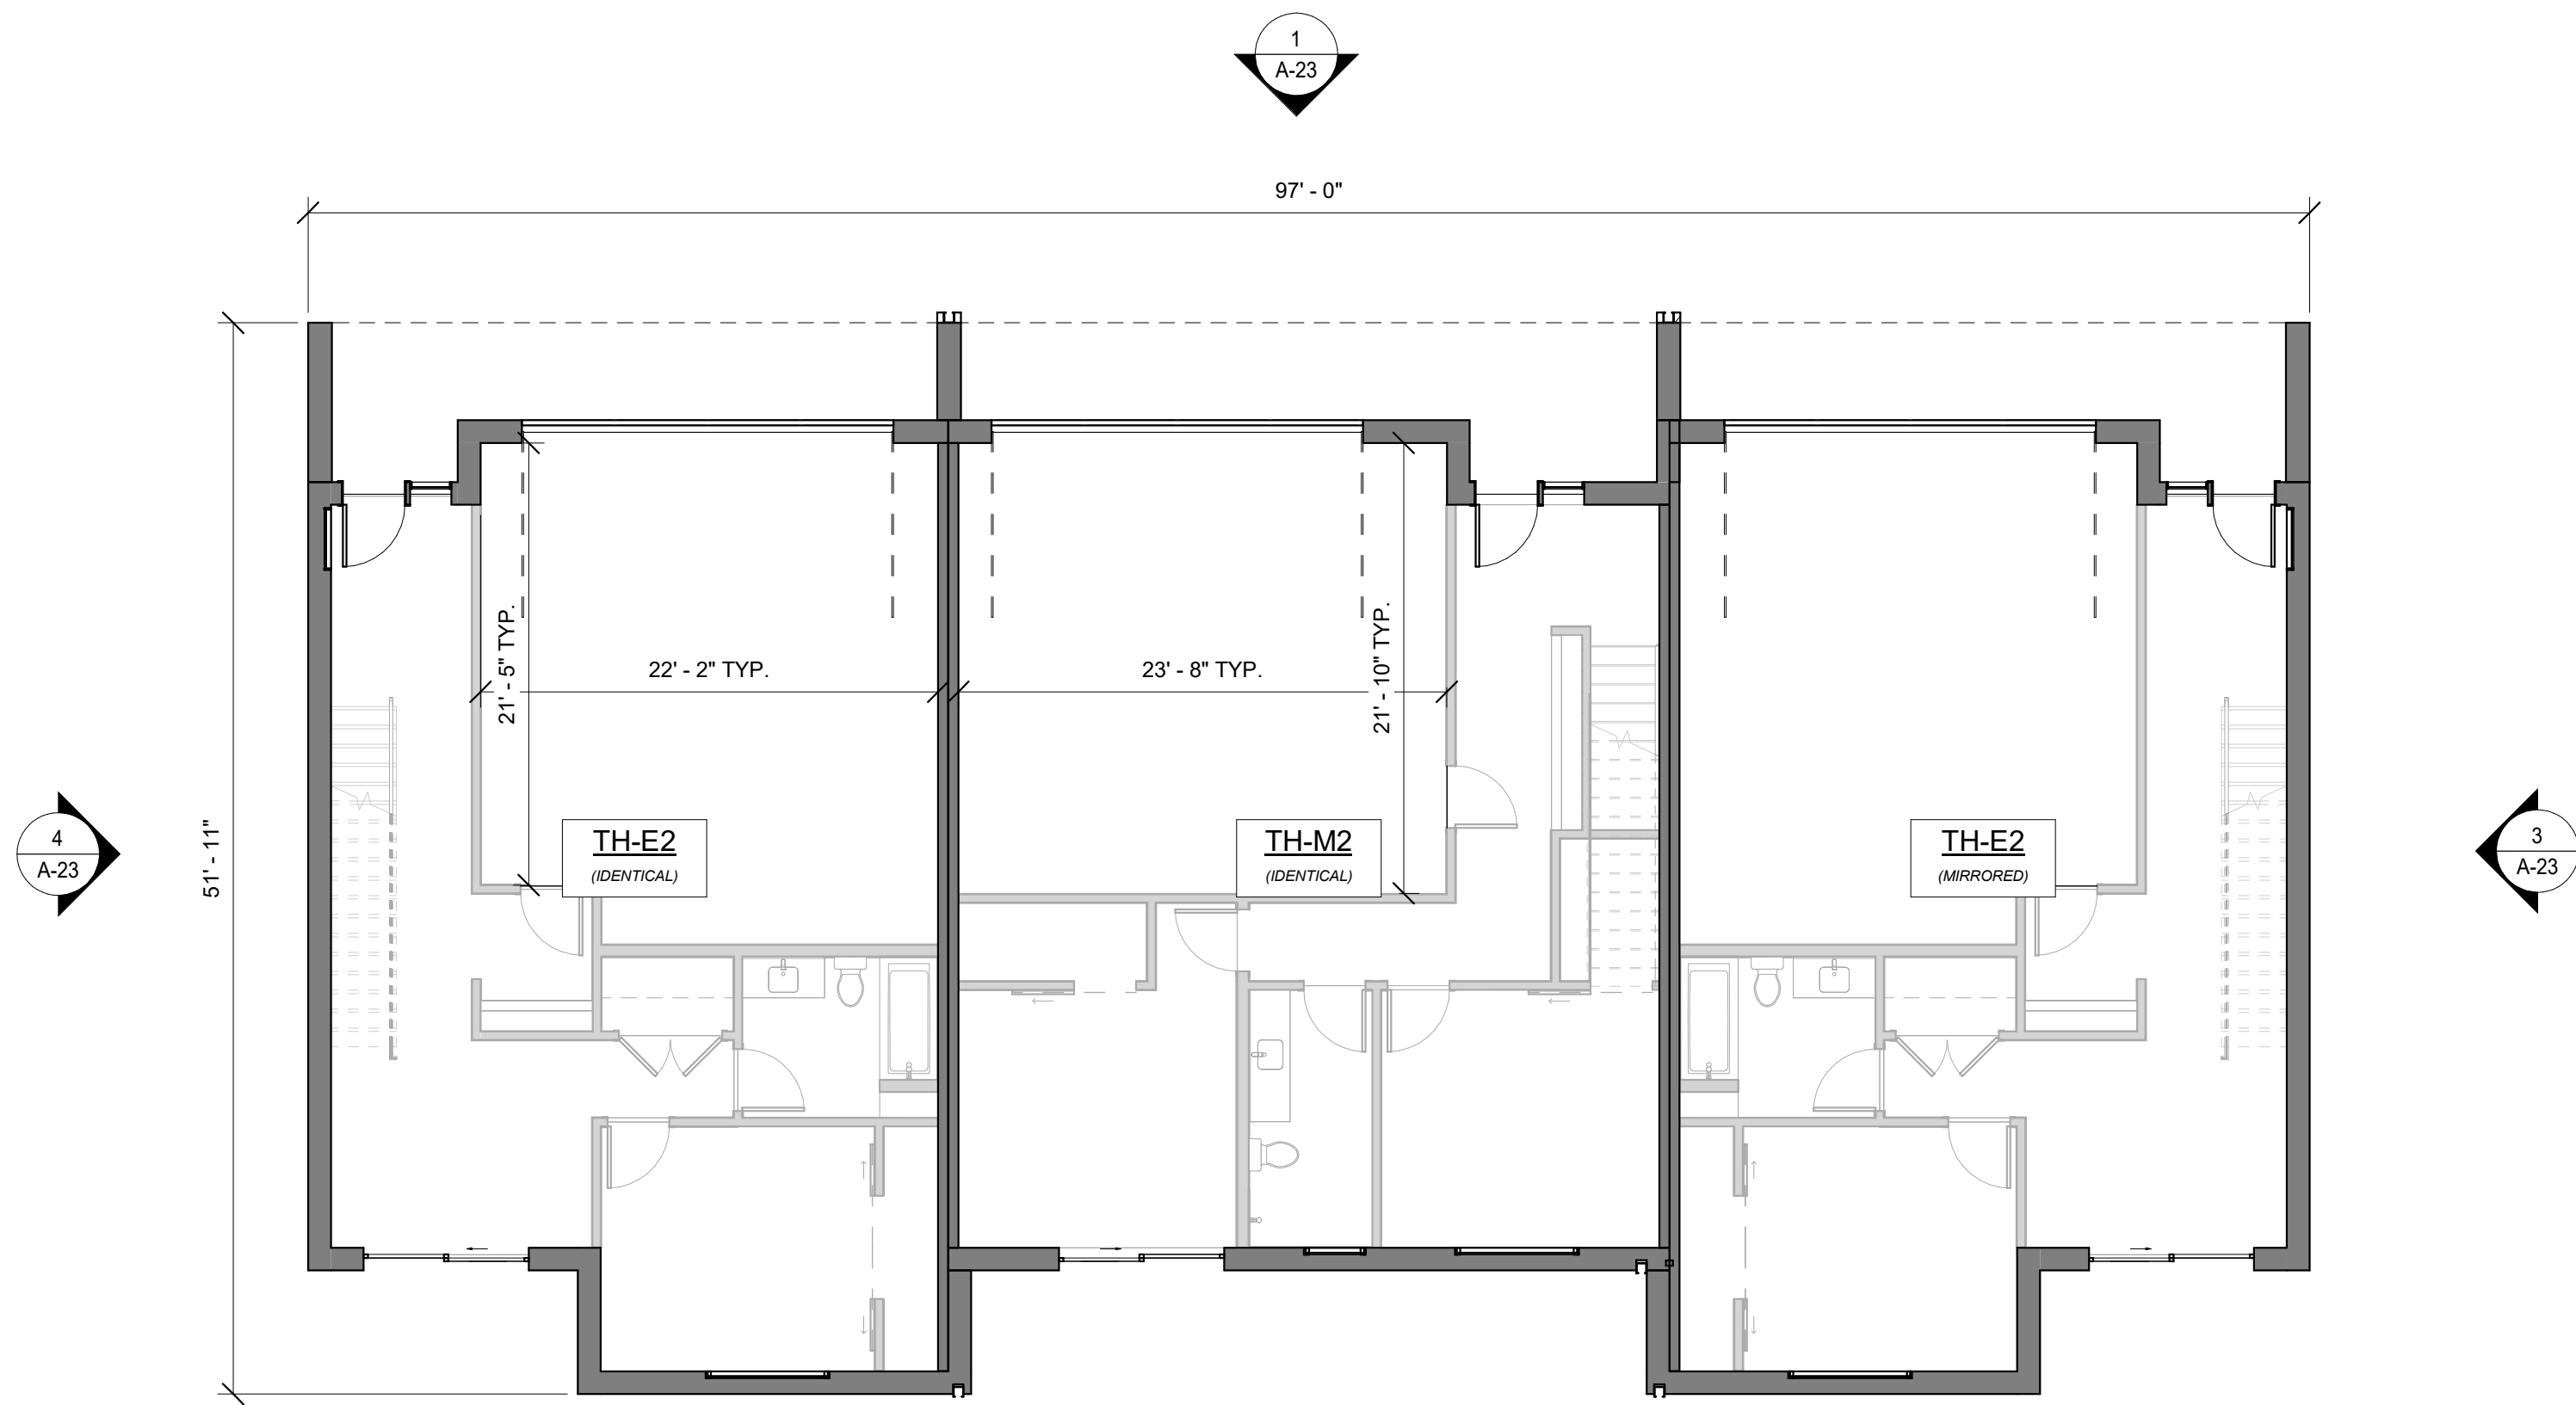 1
A-23
97' - 0"
51' - 11"
21' - 5" TYP.
22' - 2" TYP.
23' - 8" TYP.
21' - 10" TYP.
4
A-23
TH-E2
(IDENTICAL)
TH-M2
(IDENTICAL)
TH-E2
(MIRRORED)
3
A-23